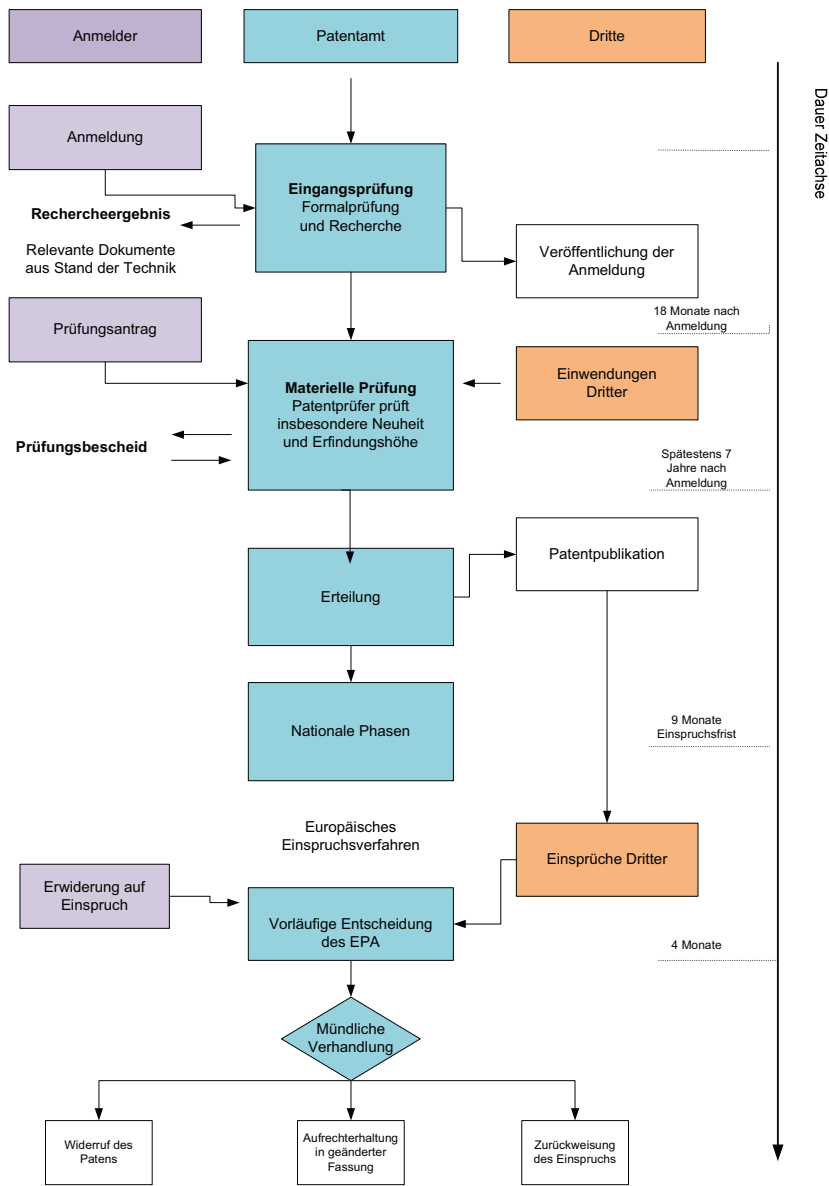 Anmelder
Patentamt
Dritte
Dauer Zeitachse
Anmeldung
Eingangsprüfung
Formalprüfung
und Recherche
Rechercheergebnis
Relevante Dokumente
aus Stand der Technik
Veröffentlichung der
Anmeldung
18 Monate nach
Anmeldung
Prüfungsantrag
Materielle Prüfung
Patentprüfer prüft
insbesondere Neuheit
und Erfindungshöhe
Einwendungen
Dritter
Prüfungsbescheid
Spätestens 7
Jahre nach
Anmeldung
Patentpublikation
Erteilung
Nationale Phasen
9 Monate
Einspruchsfrist
Europäisches
Einspruchsverfahren
Einsprüche Dritter
Erwiderung auf
Einspruch
Vorläufige Entscheidung
des EPA
4 Monate
Mündliche
Verhandlung
Widerruf des
Patens
Aufrechterhaltung
in geänderter
Fassung
Zurückweisung
des Einspruchs